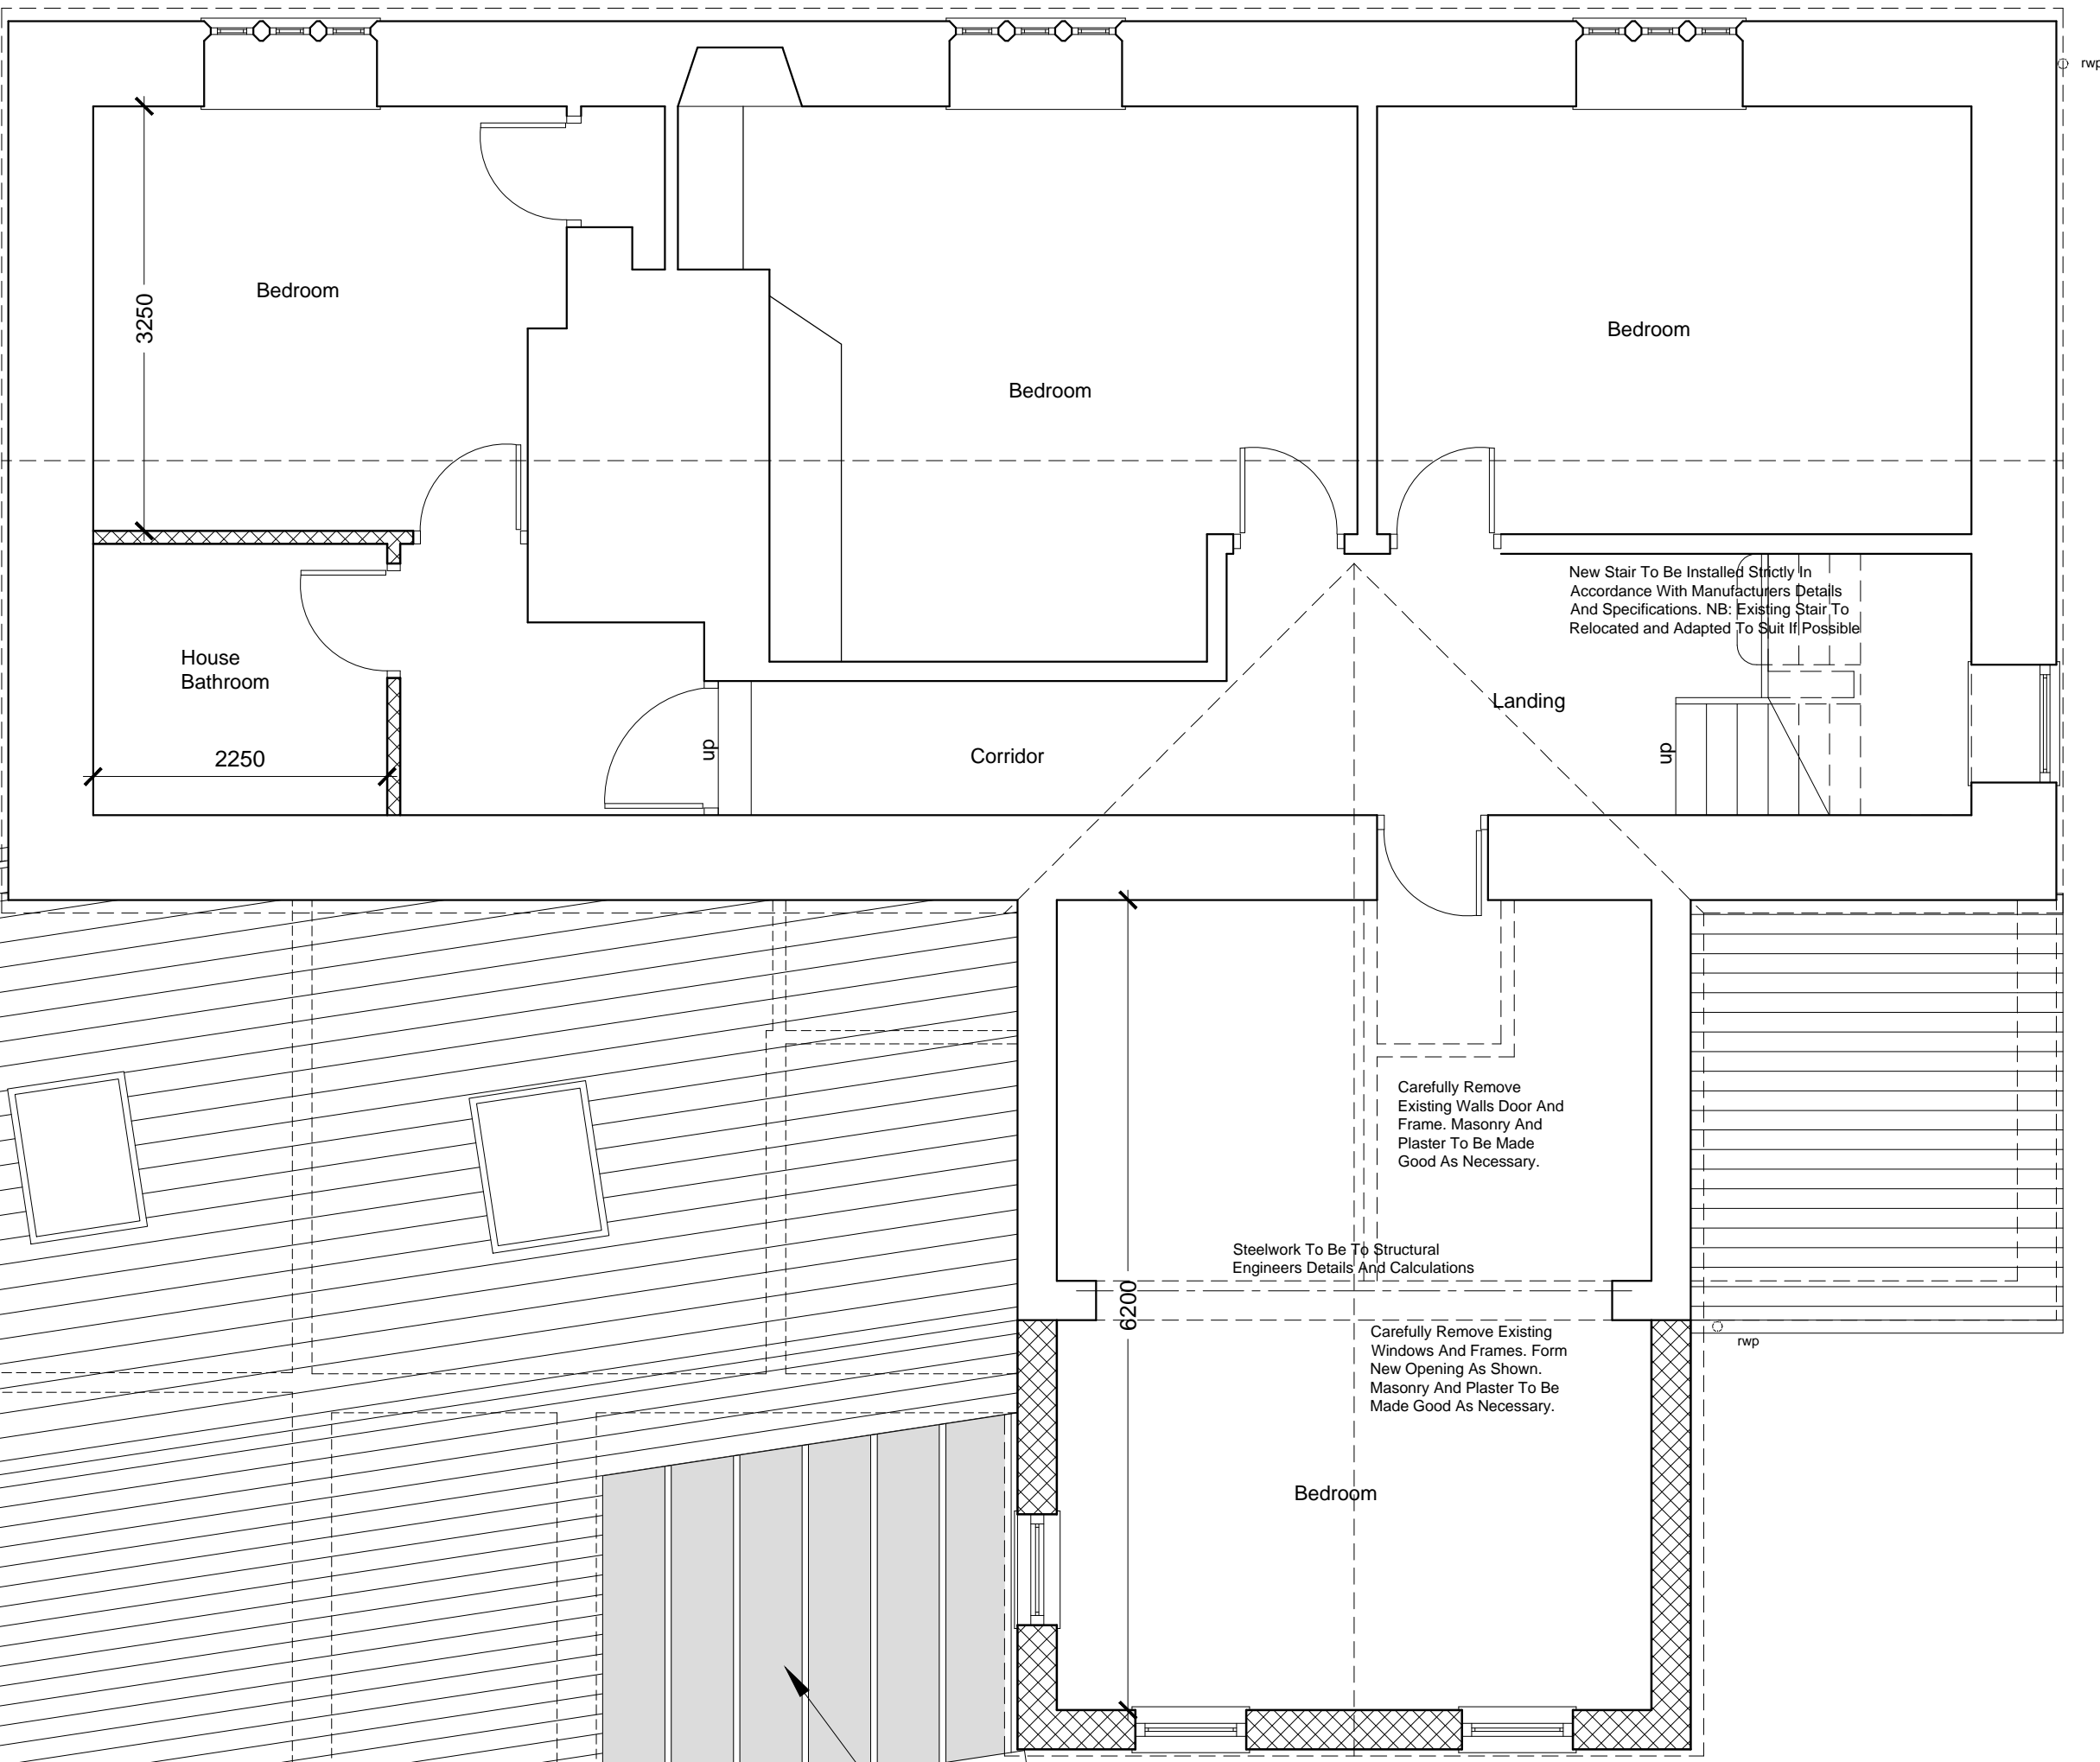 rwp
Bedroom
3250
Bedroom
Bedroom
New Stair To Be Installed Strictly In
Accordance With Manufacturers Details
And Specifications. NB: Existing Stair To
Relocated and Adapted To Suit If Possible
House
Bathroom
2250
up
Corridor
Landing
up
Carefully Remove
Existing Walls Door And
Frame. Masonry And
Plaster To Be Made
Good As Necessary.
Steelwork To Be To Structural
Engineers Details And Calculations
6200
Carefully Remove Existing
Windows And Frames. Form
New Opening As Shown.
Masonry And Plaster To Be
Made Good As Necessary.
rwp
Bedroom